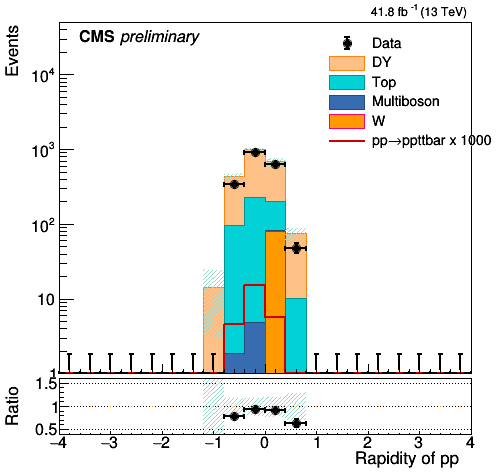 41.8 fb⁻¹ (13 TeV)
CMS preliminary
Events
Data
DY
Top
Multiboson
W
pp→ppttbar x 1000
10⁴
10³
10²
10
1
Ratio
1.5
1
0.5
−4 −3 −2 −1 0 1 2 3 4
Rapidity of pp